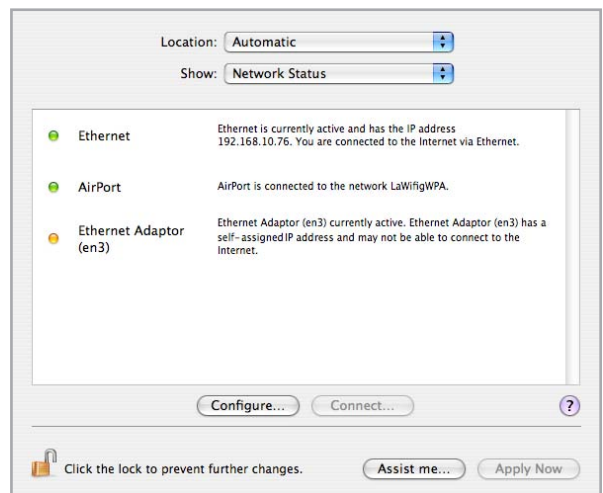 Location: Automatic
Show: Network Status
Ethernet
Ethernet is currently active and has the IP address
192.168.10.76. You are connected to the Internet via Ethernet.
AirPort
AirPort is connected to the network LaWifigWPA.
Ethernet Adaptor
(en3)
Ethernet Adaptor (en3) currently active. Ethernet Adaptor (en3) has a
self-assigned IP address and may not be able to connect to the
Internet.
Configure...
Connect...
?
Click the lock to prevent further changes.
Assist me...
Apply Now